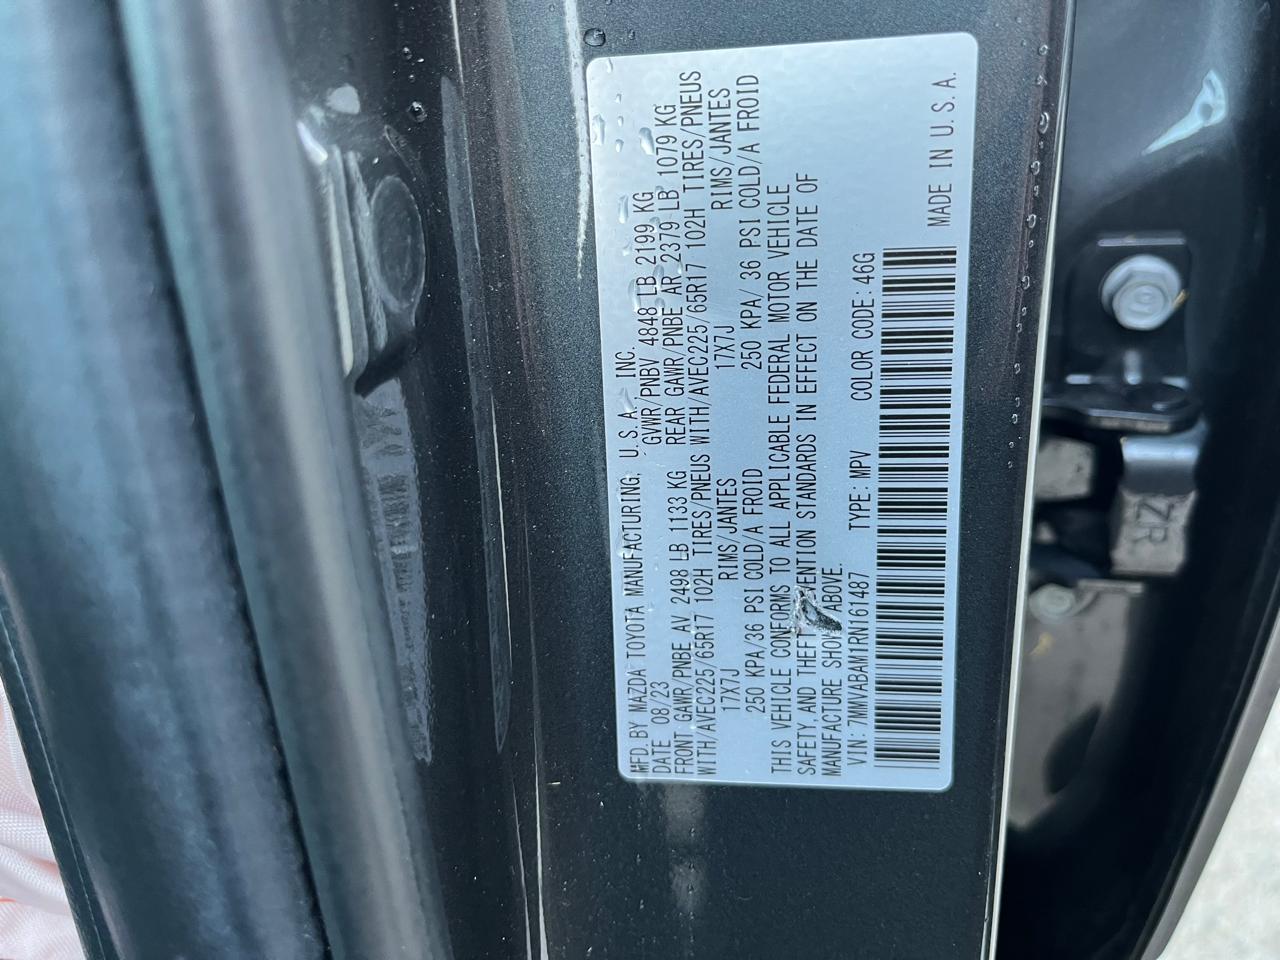 MFD.BY MAZDA TOYOTA MANUFACTURING, U. S. A. INC.
DATE 08/23 GVWR/PNBV 4848 LB 2199 KG
FRONT GAWR/PNBE AV 2498 LB 1133 KG REAR GAWR/PNBE AR 2379 LB 1079 KG
WITH/AVEC225/65R17 102H TIRES/PNEUS WITH/AVEC225/65R17 102H TIRES/PNEUS
17X7J RIMS/JANTES 17X7J RIMS/JANTES
250 KPA/36 PSI COLD/A FROID 250 KPA/ 36 PSI COLD/A FROID
THIS VEHICLE CONFORMS TO ALL APPLICABLE FEDERAL MOTOR VEHICLE
SAFETY,AND THEFT STANDARDS IN EFFECT ON THE DATE OF
MANUFACTURE ABOVE.
VIN: 7MMVABAM1RN161487 TYPE: MPV COLOR CODE: 46G
MADE IN U. S. A.
ZR